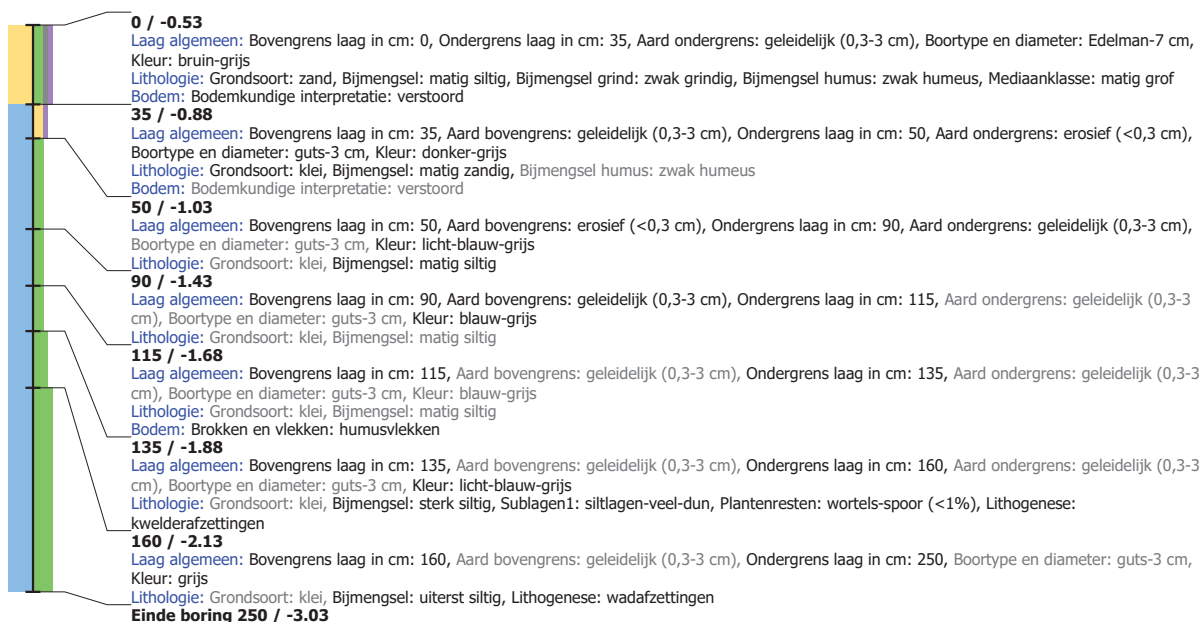 0 / -0.53
Laag algemeen: Bovengrens laag in cm: 0, Ondergrens laag in cm: 35, Aard ondergrens: geleidelijk (0,3-3 cm), Boortype en diameter: Edelman-7 cm,
Kleur: bruin-grijs
Lithologie: Grondsoort: zand, Bijmengsel: matig siltig, Bijmengsel grind: zwak grindig, Bijmengsel humus: zwak humeus, Mediaanklasse: matig grof
Bodem: Bodemkundige interpretatie: verstoord
35 / -0.88
Laag algemeen: Bovengrens laag in cm: 35, Aard bovengrens: geleidelijk (0,3-3 cm), Ondergrens laag in cm: 50, Aard ondergrens: erosief (<0,3 cm),
Boortype en diameter: guts-3 cm, Kleur: donker-grijs
Lithologie: Grondsoort: klei, Bijmengsel: matig zandig, Bijmengsel humus: zwak humeus
Bodem: Bodemkundige interpretatie: verstoord
50 / -1.03
Laag algemeen: Bovengrens laag in cm: 50, Aard bovengrens: erosief (<0,3 cm), Ondergrens laag in cm: 90, Aard ondergrens: geleidelijk (0,3-3 cm),
Boortype en diameter: guts-3 cm, Kleur: licht-blauw-grijs
Lithologie: Grondsoort: klei, Bijmengsel: matig siltig
90 / -1.43
Laag algemeen: Bovengrens laag in cm: 90, Aard bovengrens: geleidelijk (0,3-3 cm), Ondergrens laag in cm: 115, Aard ondergrens: geleidelijk (0,3-3
cm), Boortype en diameter: guts-3 cm, Kleur: blauw-grijs
Lithologie: Grondsoort: klei, Bijmengsel: matig siltig
115 / -1.68
Laag algemeen: Bovengrens laag in cm: 115, Aard bovengrens: geleidelijk (0,3-3 cm), Ondergrens laag in cm: 135, Aard ondergrens: geleidelijk (0,3-3
cm), Boortype en diameter: guts-3 cm, Kleur: blauw-grijs
Lithologie: Grondsoort: klei, Bijmengsel: matig siltig
Bodem: Brokken en vlekken: humusvlekken
135 / -1.88
Laag algemeen: Bovengrens laag in cm: 135, Aard bovengrens: geleidelijk (0,3-3 cm), Ondergrens laag in cm: 160, Aard ondergrens: geleidelijk (0,3-3
cm), Boortype en diameter: guts-3 cm, Kleur: licht-blauw-grijs
Lithologie: Grondsoort: klei, Bijmengsel: sterk siltig, Sublagen1: siltlagen-veel-dun, Plantenresten: wortels-spoor (<1%), Lithogenese:
kwelderafzettingen
160 / -2.13
Laag algemeen: Bovengrens laag in cm: 160, Aard bovengrens: geleidelijk (0,3-3 cm), Ondergrens laag in cm: 250, Boortype en diameter: guts-3 cm,
Kleur: grijs
Lithologie: Grondsoort: klei, Bijmengsel: uiterst siltig, Lithogenese: wadafzettingen
Einde boring 250 / -3.03